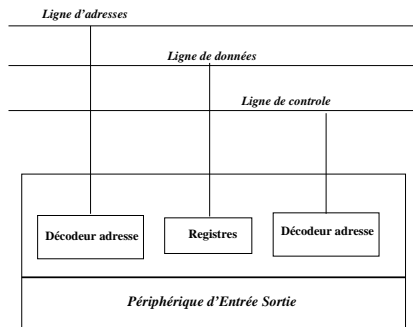 Ligne d'adresses
Ligne de données
Ligne de controle
Décodeur adresse
Registres
Décodeur adresse
Périphérique d'Entrée Sortie